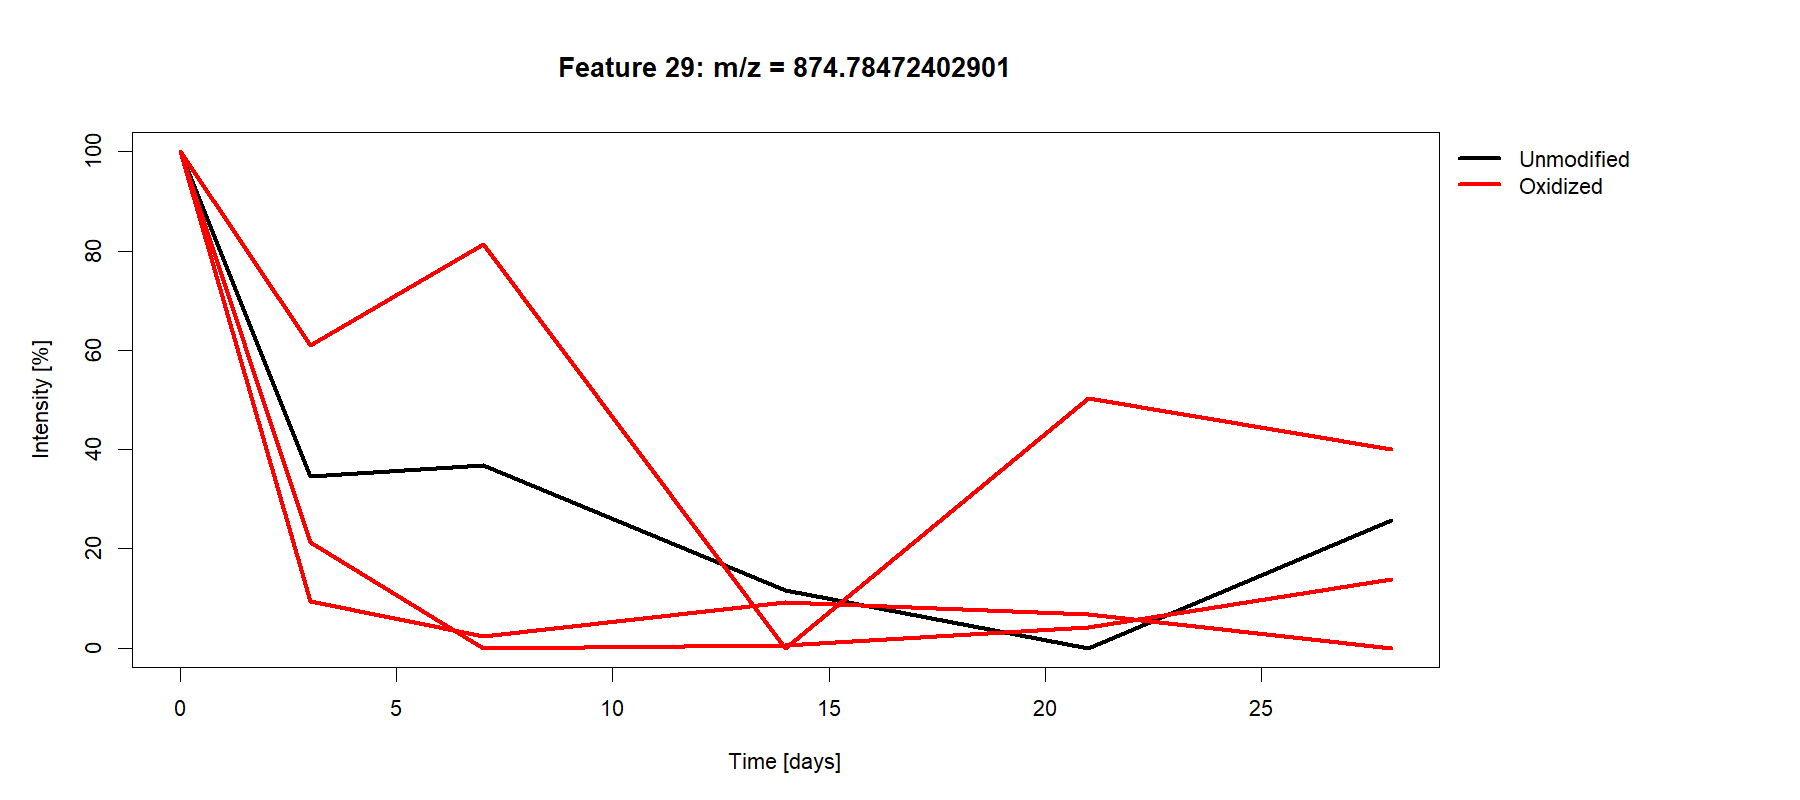 Feature 29: m/z = 874.78472402901
Unmodified
Oxidized
Intensity [%]
100
80
60
40
20
0
0 5 10 15 20 25
Time [days]